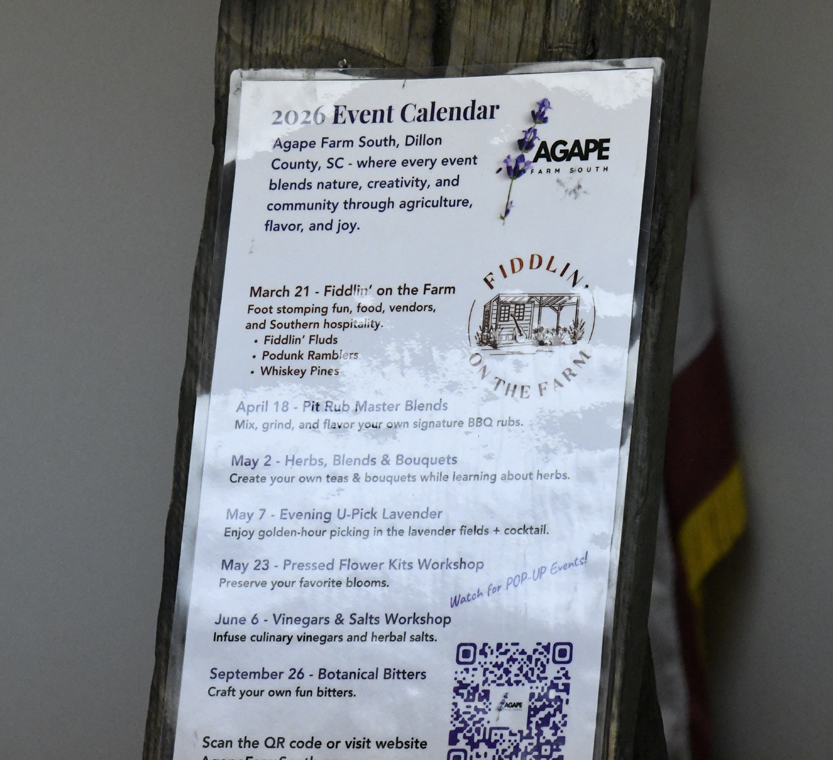 2026 Event Calendar
Agape Farm South, Dillon
County, SC - where every event
blends nature, creativity, and
community through agriculture,
flavor, and joy.
AGAPE
FARM SOUTH
March 21 - Fiddlin' on the Farm
Foot stomping fun, food, vendors,
and Southern hospitality.
• Fiddlin' Fluds
• Podunk Ramblers
• Whiskey Pines
FIDDLIN'
ON THE FARM
April 18 - Pit Rub Master Blends
Mix, grind, and flavor your own signature BBQ rubs.
May 2 - Herbs, Blends & Bouquets
Create your own teas & bouquets while learning about herbs.
May 7 - Evening U-Pick Lavender
Enjoy golden-hour picking in the lavender fields + cocktail.
May 23 - Pressed Flower Kits Workshop
Preserve your favorite blooms.
Watch for POP-UP Events!
June 6 - Vinegars & Salts Workshop
Infuse culinary vinegars and herbal salts.
September 26 - Botanical Bitters
Craft your own fun bitters.
AGAPE
Scan the QR code or visit website